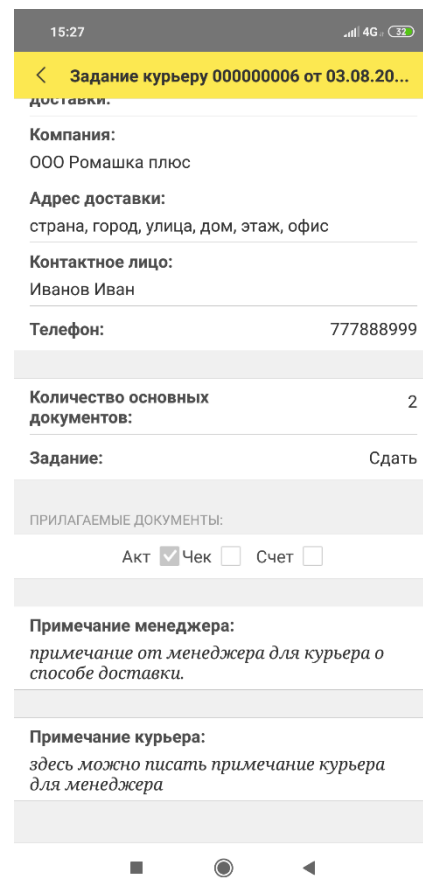 15:27
4G
32
Задание курьеру 000000006 от 03.08.20...
доставки:
Компания:
ООО Ромашка плюс
Адрес доставки:
страна, город, улица, дом, этаж, офис
Контактное лицо:
Иванов Иван
Телефон: 777888999
Количество основных
документов: 2
Задание: Сдать
ПРИЛАГАЕМЫЕ ДОКУМЕНТЫ:
Акт Чек Счет
Примечание менеджера:
примечание от менеджера для курьера о
способе доставки.
Примечание курьера:
здесь можно писать примечание курьера
для менеджера